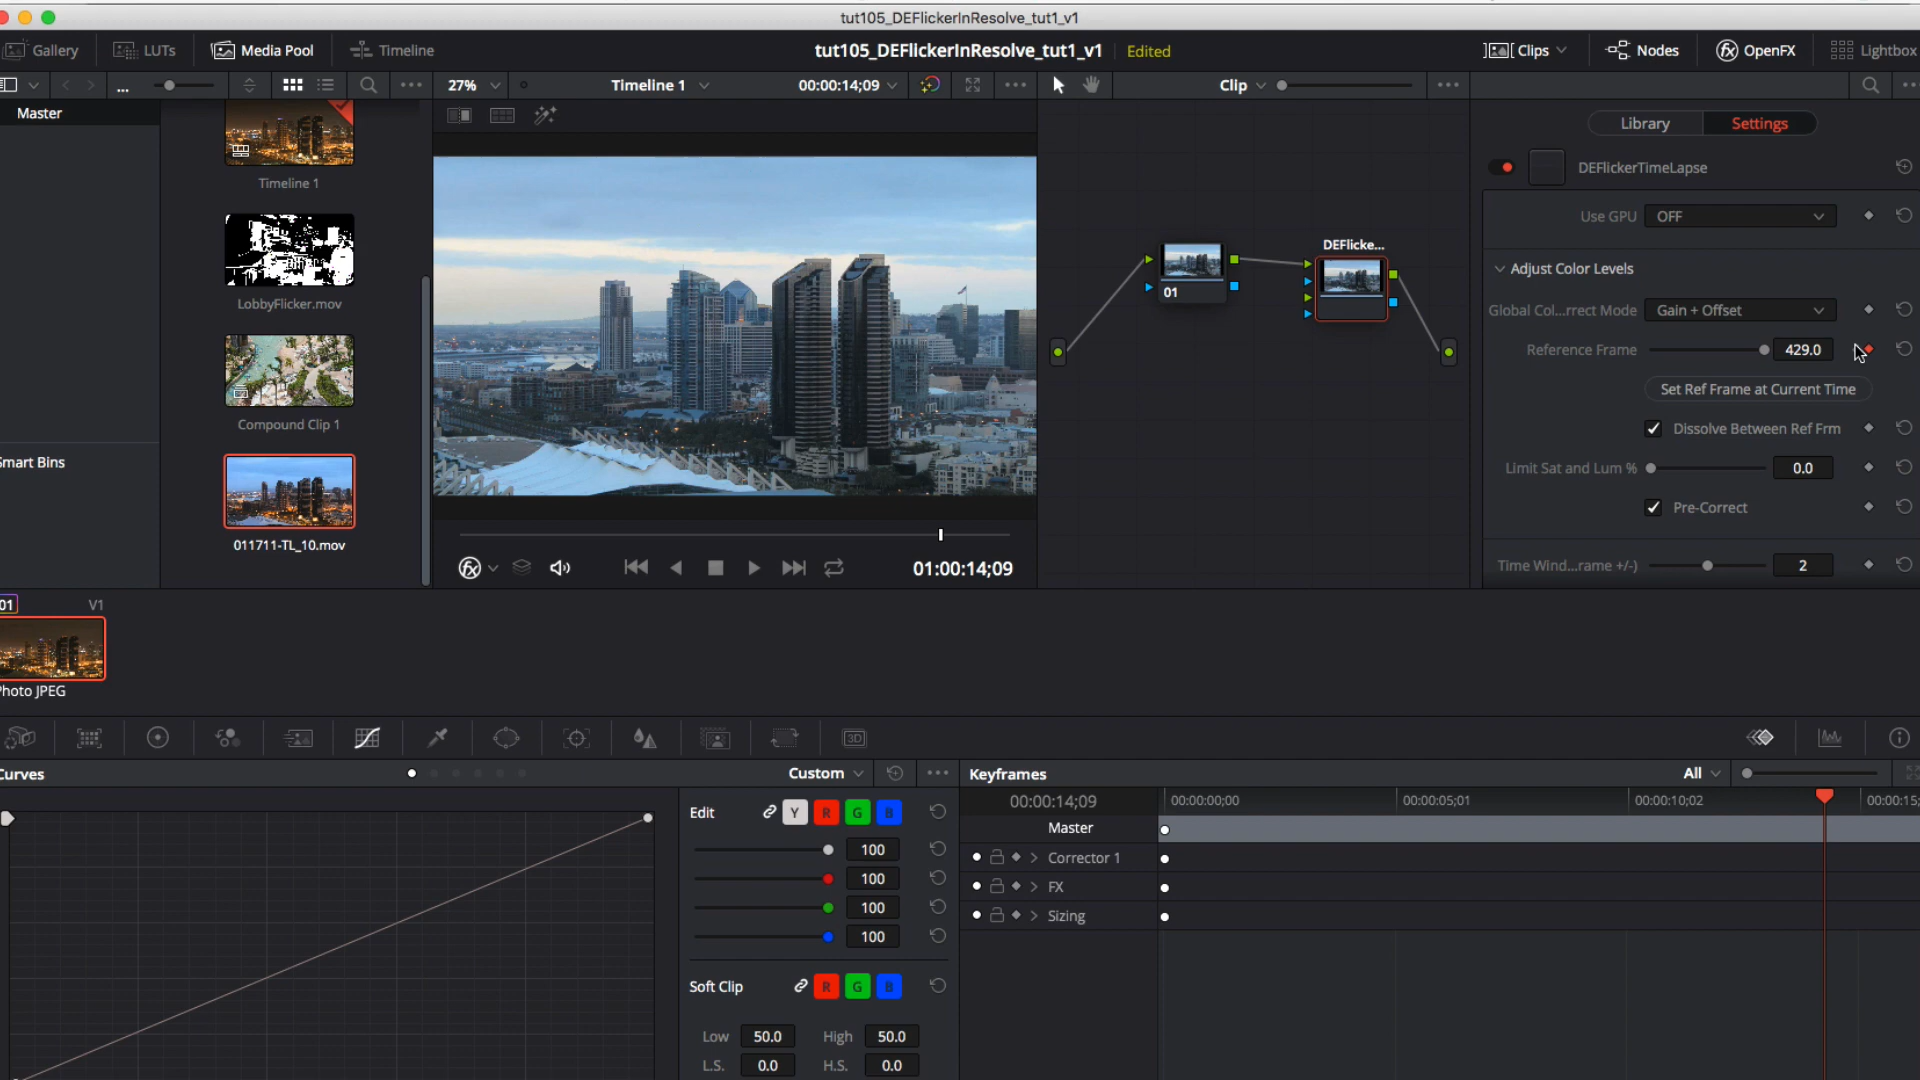 tut105_DEFlickerInResolve_tut1_v1
Gallery LUTs Media Pool Timeline tut105_DEFlickerInResolve_tut1_v1 Edited Clips Nodes OpenFX Lightbox
... 27% Timeline 1 00:00:14;09 Clip
Master
Library Settings
Timeline 1
LobbyFlicker.mov
Compound Clip 1
Smart Bins
011711-TL_10.mov
01:00:14;09
01
DEFlicke...
DEFlickerTimeLapse
Use GPU OFF
Adjust Color Levels
Global Col...rrect Mode Gain + Offset
Reference Frame 429.0
Set Ref Frame at Current Time
Dissolve Between Ref Frm
Limit Sat and Lum % 0.0
Pre-Correct
Time Wind...rame +/-) 2
01 V1
Photo JPEG
3D
Curves Custom
Edit Y R G B
100
100
100
100
Soft Clip R G B
Low 50.0 High 50.0
L.S. 0.0 H.S. 0.0
Keyframes All
00:00:14;09 00:00:00;00 00:00:05;01 00:00:10;02 00:00:15;
Master
Corrector 1
FX
Sizing